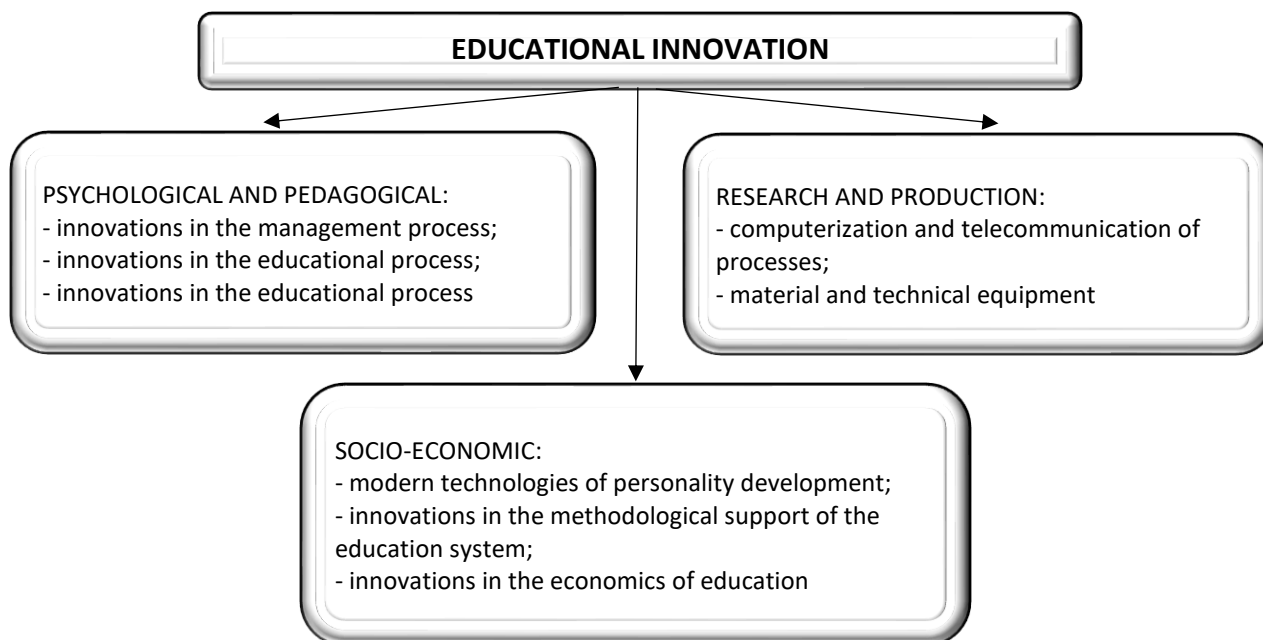 EDUCATIONAL INNOVATION
PSYCHOLOGICAL AND PEDAGOGICAL:
- innovations in the management process;
- innovations in the educational process;
- innovations in the educational process
RESEARCH AND PRODUCTION:
- computerization and telecommunication of
processes;
- material and technical equipment
SOCIO-ECONOMIC:
- modern technologies of personality development;
- innovations in the methodological support of the
education system;
- innovations in the economics of education